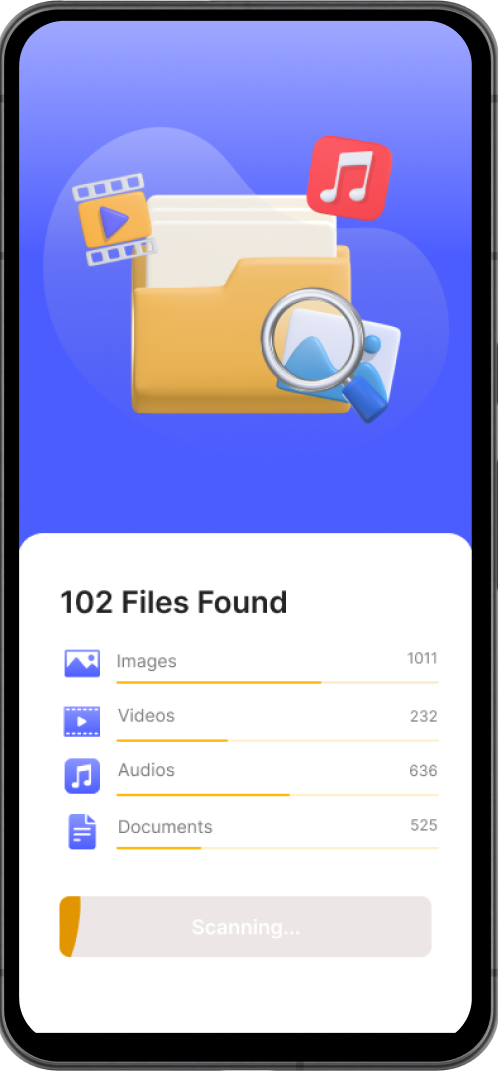 102 Files Found
Images 1011
Videos 232
Audios 636
Documents 525
Scanning...